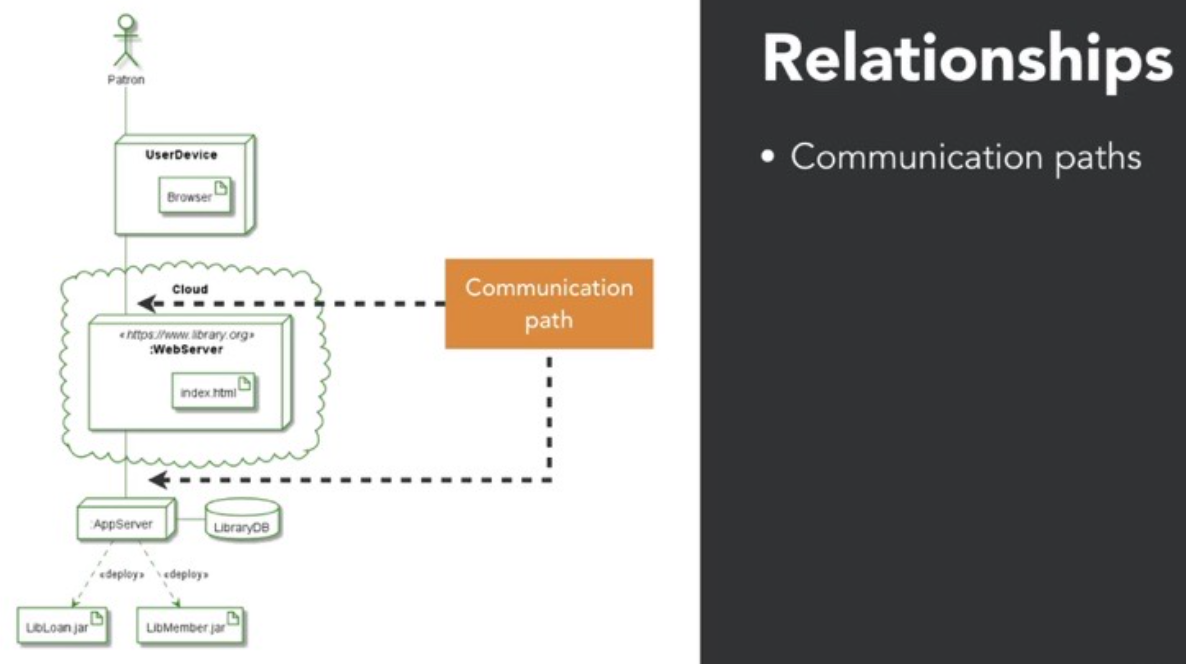 Patron
UserDevice
Browser
Cloud
«https://www.library.org»
:WebServer
index.html
:AppServer
LibraryDB
«deploy»
«deploy»
LibLoan.jar
LibMember.jar
Communication
path
Relationships
• Communication paths